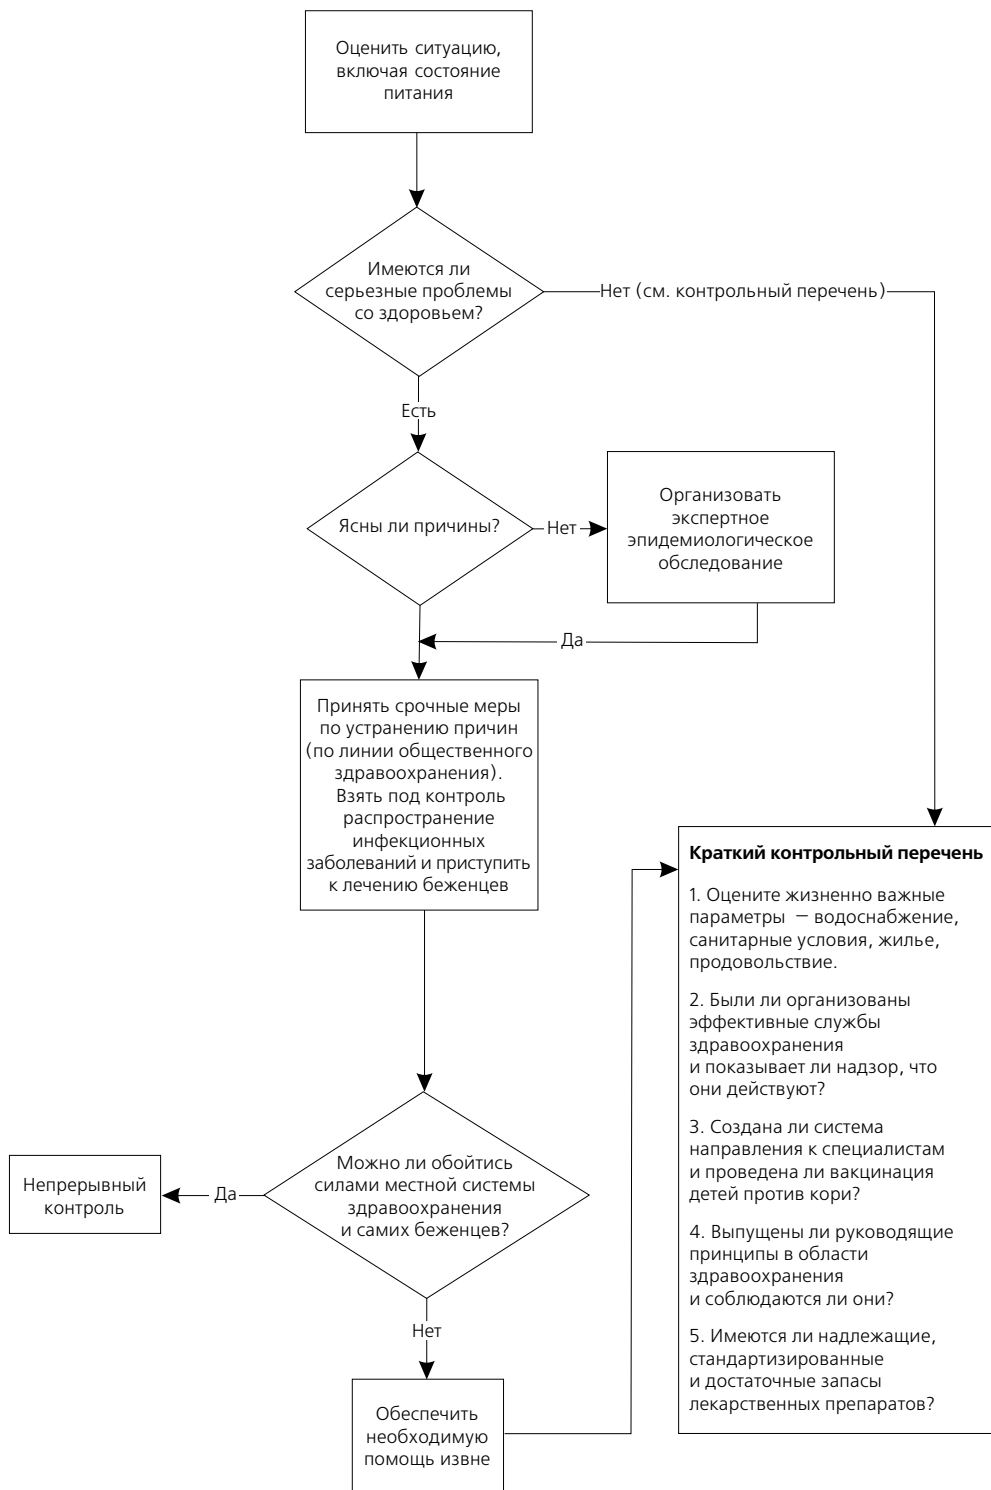 Оценить ситуацию,
включая состояние
питания
Имеются ли
серьезные проблемы
со здоровьем?
Нет (см. контрольный перечень)
Есть
Ясны ли причины?
Нет
Организовать
экспертное
эпидемиологическое
обследование
Да
Принять срочные меры
по устранению причин
(по линии общественного
здравоохранения).
Взять под контроль
распространение
инфекционных
заболеваний и приступить
к лечению беженцев
Можно ли обойтись
силами местной системы
здравоохранения
и самих беженцев?
Да
Непрерывный
контроль
Нет
Обеспечить
необходимую
помощь извне
Краткий контрольный перечень
1. Оцените жизненно важные
параметры – водоснабжение,
санитарные условия, жилье,
продовольствие.
2. Были ли организованы
эффективные службы
здравоохранения
и показывает ли надзор, что
они действуют?
3. Создана ли система
направления к специалистам
и проведена ли вакцинация
детей против кори?
4. Выпущены ли руководящие
принципы в области
здравоохранения
и соблюдаются ли они?
5. Имеются ли надлежащие,
стандартизированные
и достаточные запасы
лекарственных препаратов?